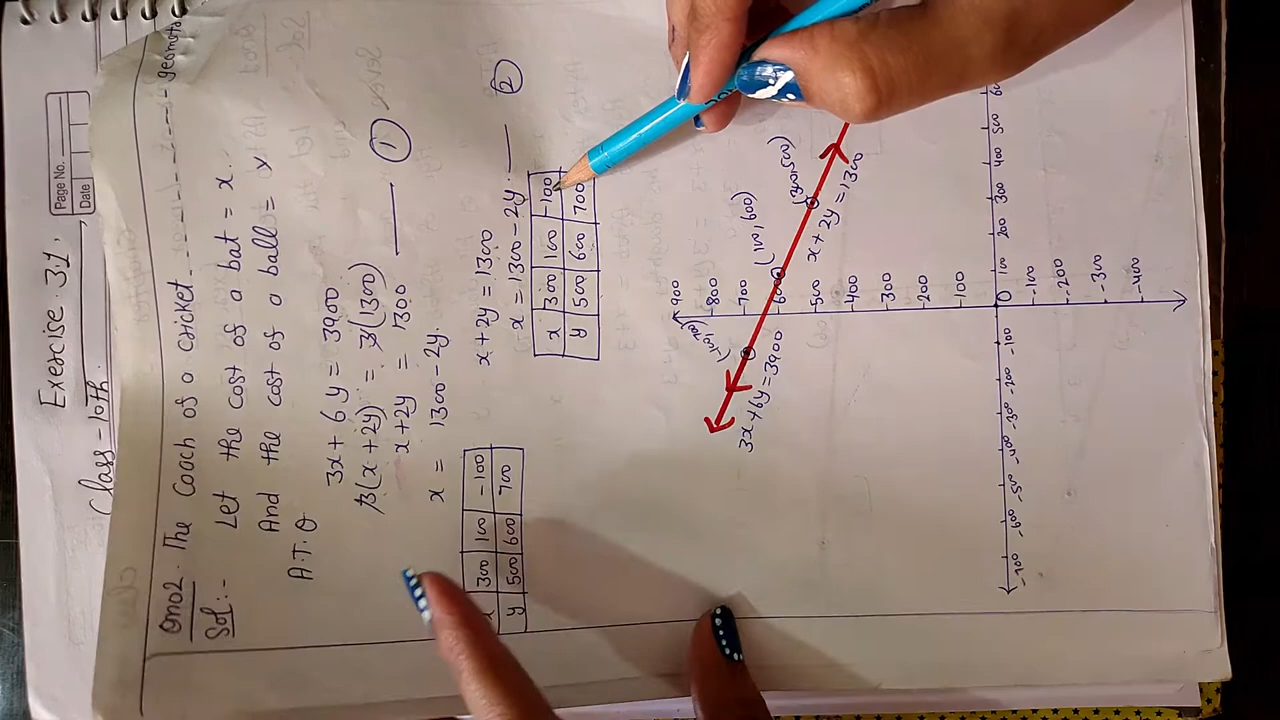 Page No.
Date
Exercise 3.1,
Class - 10th.
Qno2. The Coach of a cricket ---- geomet
Sol:- Let the cost of a bat = x.
And the cost of a balls = y
A.T.Q
3x + 6y = 3900
3(x + 2y) = 3(1300)
x + 2y = 1300 ——— ①
x = 1300 - 2y.
x 300 100 -100
y 500 600 700
x + 2y = 1300
x = 1300 - 2y. — ②
x 300 100 -100
y 500 600 700
900
800
700
600
500
400
300
200
100
0
-100
-200
-300
-400
-700 -600 -500 -400 -300 -200 -100
100 200 300 400 500
(100, 600)
(300, 500)
3x + 6y = 3900
x + 2y = 1300